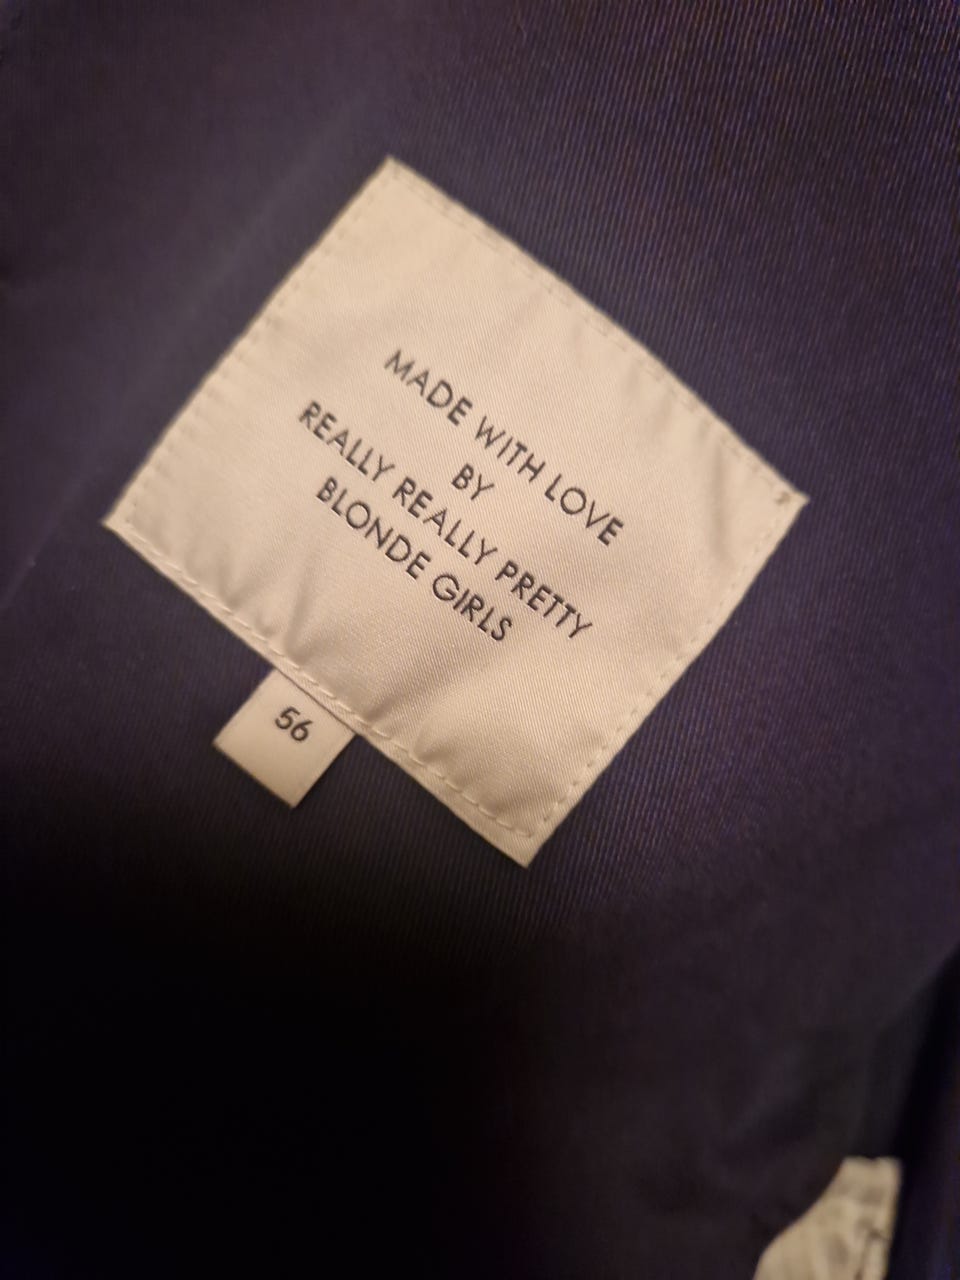 MADE WITH LOVE
BY
REALLY REALLY PRETTY
BLONDE GIRLS
56